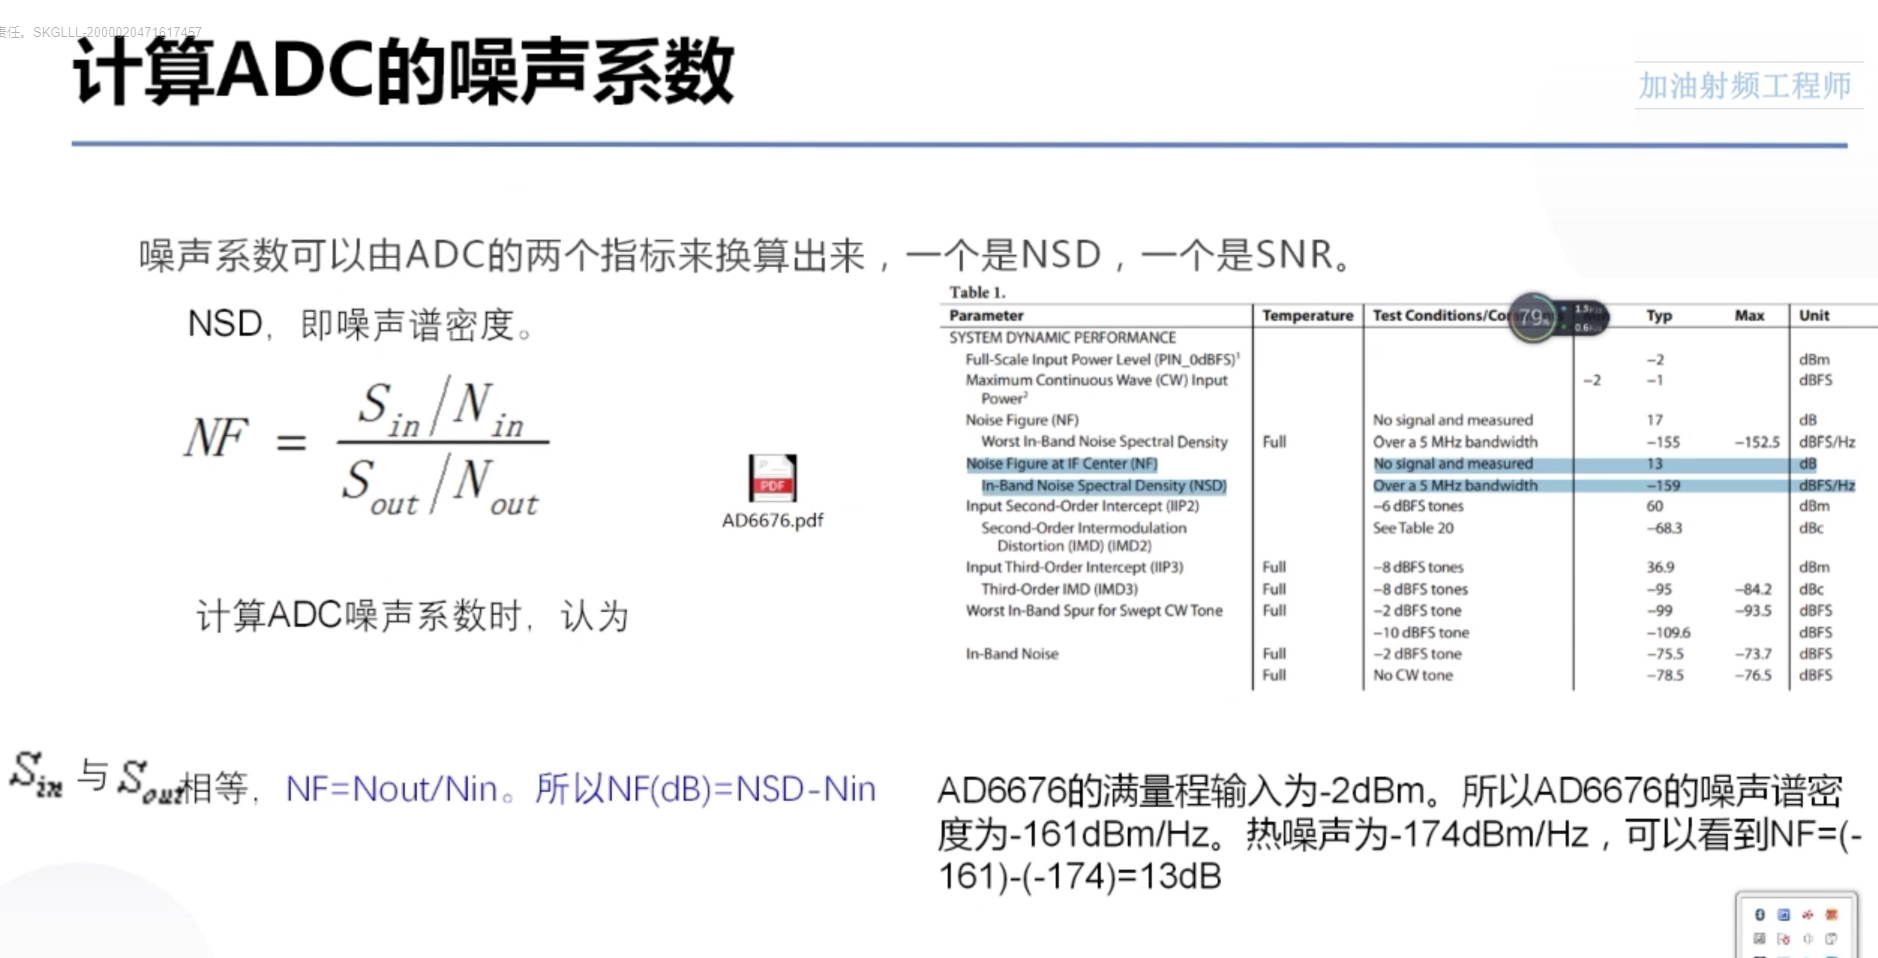 责任。SKGLLL-2000020471617457
计算ADC的噪声系数
加油射频工程师
噪声系数可以由ADC的两个指标来换算出来，一个是NSD，一个是SNR。
NSD，即噪声谱密度。
NF = (S_in/N_in)/(S_out/N_out)
PDF
AD6676.pdf
计算ADC噪声系数时，认为
S_in 与 S_out 相等，NF=Nout/Nin。所以NF(dB)=NSD-Nin
Table 1.
Parameter Temperature Test Conditions/Co Typ Max Unit
79% 1.3 0.6
SYSTEM DYNAMIC PERFORMANCE
Full-Scale Input Power Level (PIN_0dBFS)¹ −2 dBm
Maximum Continuous Wave (CW) Input −2 −1 dBFS
Power²
Noise Figure (NF) No signal and measured 17 dB
Worst In-Band Noise Spectral Density Full Over a 5 MHz bandwidth −155 −152.5 dBFS/Hz
Noise Figure at IF Center (NF) No signal and measured 13 dB
In-Band Noise Spectral Density (NSD) Over a 5 MHz bandwidth −159 dBFS/Hz
Input Second-Order Intercept (IIP2) −6 dBFS tones 60 dBm
Second-Order Intermodulation See Table 20 −68.3 dBc
Distortion (IMD) (IMD2)
Input Third-Order Intercept (IIP3) Full −8 dBFS tones 36.9 dBm
Third-Order IMD (IMD3) Full −8 dBFS tones −95 −84.2 dBc
Worst In-Band Spur for Swept CW Tone Full −2 dBFS tone −99 −93.5 dBFS
−10 dBFS tone −109.6 dBFS
In-Band Noise Full −2 dBFS tone −75.5 −73.7 dBFS
Full No CW tone −78.5 −76.5 dBFS
AD6676的满量程输入为-2dBm。所以AD6676的噪声谱密
度为-161dBm/Hz。热噪声为-174dBm/Hz，可以看到NF=(-
161)-(-174)=13dB